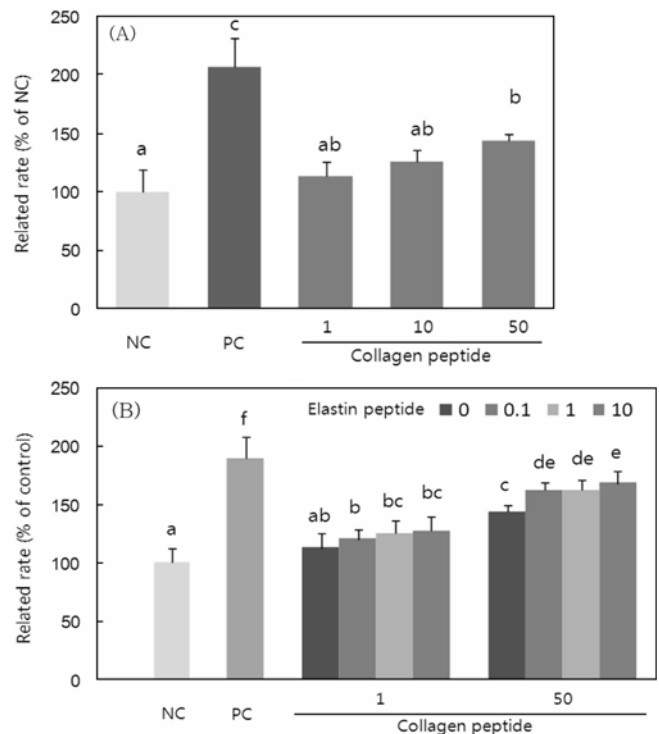 (A)
Related rate (% of NC)
250
200
150
100
50
0
a
c
ab
ab
b
NC
PC
1
10
50
Collagen peptide
(B)
Related rate (% of control)
250
200
150
100
50
0
Elastin peptide 0 0.1 1 10
a
f
ab
b
bc
bc
c
de
de
e
NC
PC
1
50
Collagen peptide